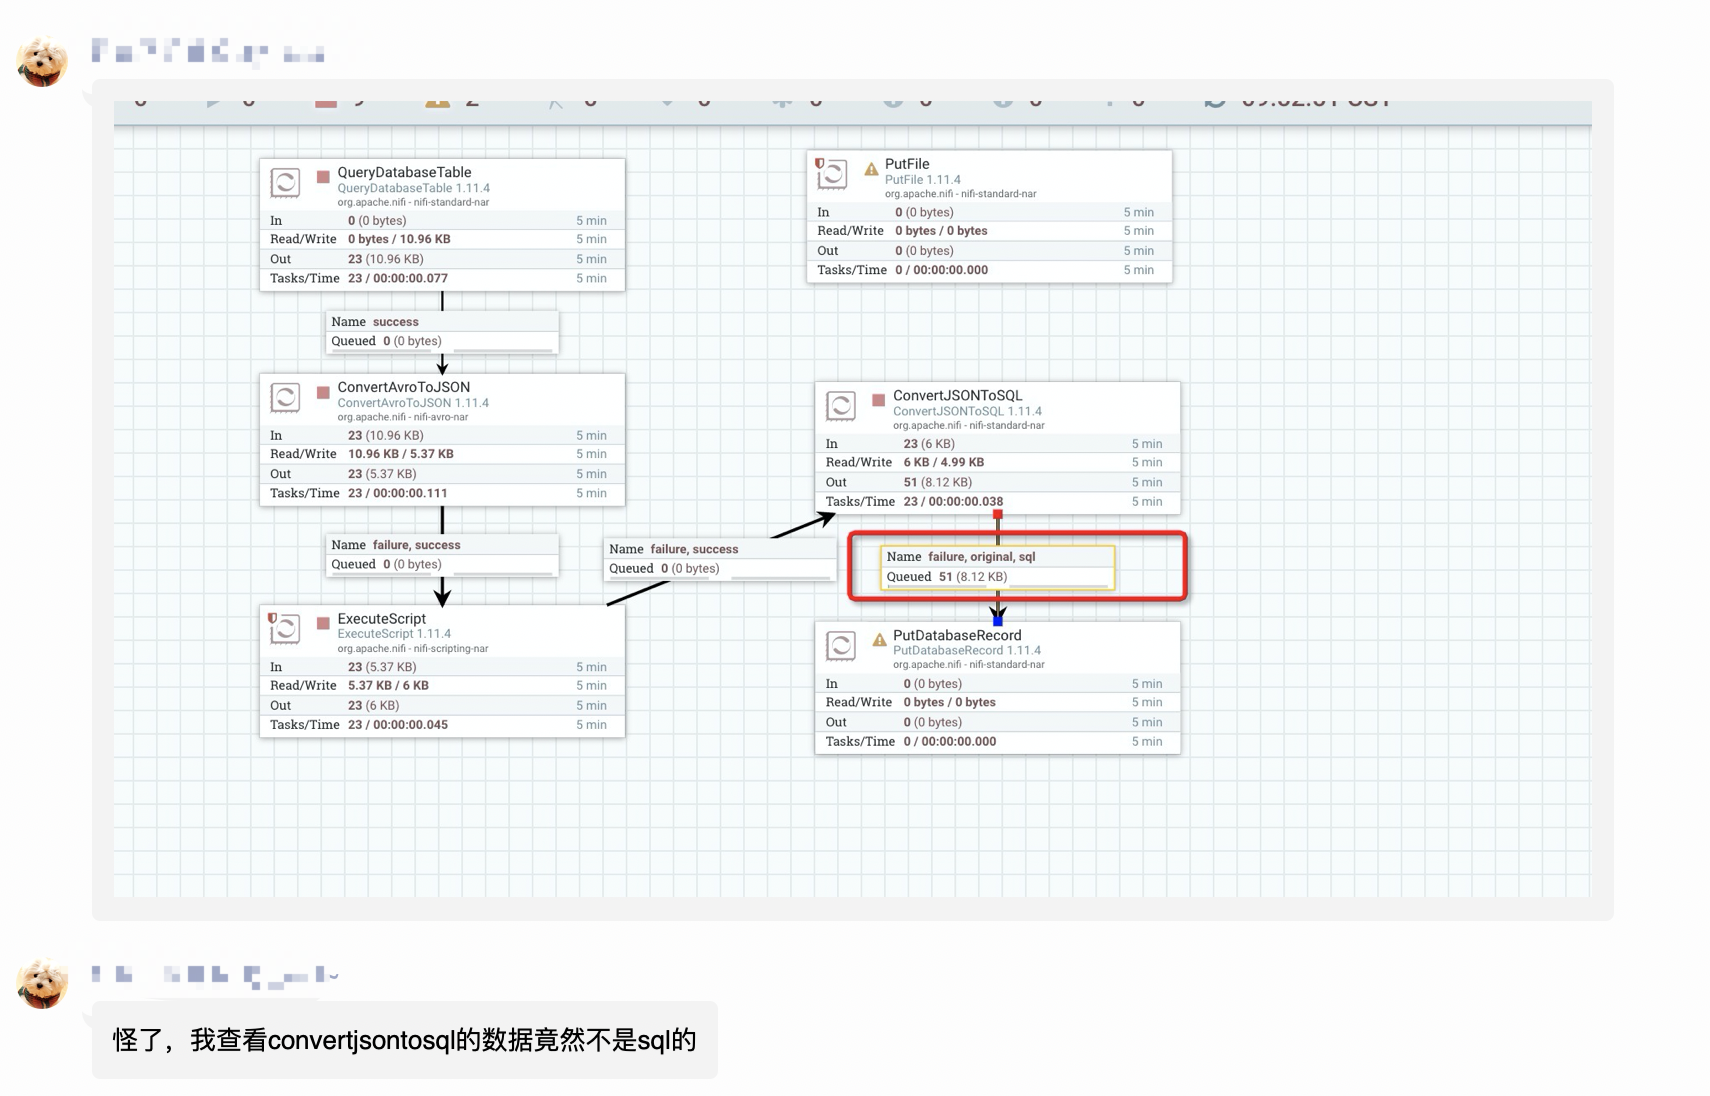 QueryDatabaseTable
QueryDatabaseTable 1.11.4
org.apache.nifi - nifi-standard-nar
In 0 (0 bytes) 5 min
Read/Write 0 bytes / 10.96 KB 5 min
Out 23 (10.96 KB) 5 min
Tasks/Time 23 / 00:00:00.077 5 min
Name success
Queued 0 (0 bytes)
ConvertAvroToJSON
ConvertAvroToJSON 1.11.4
org.apache.nifi - nifi-avro-nar
In 23 (10.96 KB) 5 min
Read/Write 10.96 KB / 5.37 KB 5 min
Out 23 (5.37 KB) 5 min
Tasks/Time 23 / 00:00:00.111 5 min
Name failure, success
Queued 0 (0 bytes)
ExecuteScript
ExecuteScript 1.11.4
org.apache.nifi - nifi-scripting-nar
In 23 (5.37 KB) 5 min
Read/Write 5.37 KB / 6 KB 5 min
Out 23 (6 KB) 5 min
Tasks/Time 23 / 00:00:00.045 5 min
Name failure, success
Queued 0 (0 bytes)
PutFile
PutFile 1.11.4
org.apache.nifi - nifi-standard-nar
In 0 (0 bytes) 5 min
Read/Write 0 bytes / 0 bytes 5 min
Out 0 (0 bytes) 5 min
Tasks/Time 0 / 00:00:00.000 5 min
ConvertJSONToSQL
ConvertJSONToSQL 1.11.4
org.apache.nifi - nifi-standard-nar
In 23 (6 KB) 5 min
Read/Write 6 KB / 4.99 KB 5 min
Out 51 (8.12 KB) 5 min
Tasks/Time 23 / 00:00:00.038 5 min
Name failure, original, sql
Queued 51 (8.12 KB)
PutDatabaseRecord
PutDatabaseRecord 1.11.4
org.apache.nifi - nifi-standard-nar
In 0 (0 bytes) 5 min
Read/Write 0 bytes / 0 bytes 5 min
Out 0 (0 bytes) 5 min
Tasks/Time 0 / 00:00:00.000 5 min
怪了，我查看convertjsontosql的数据竟然不是sql的